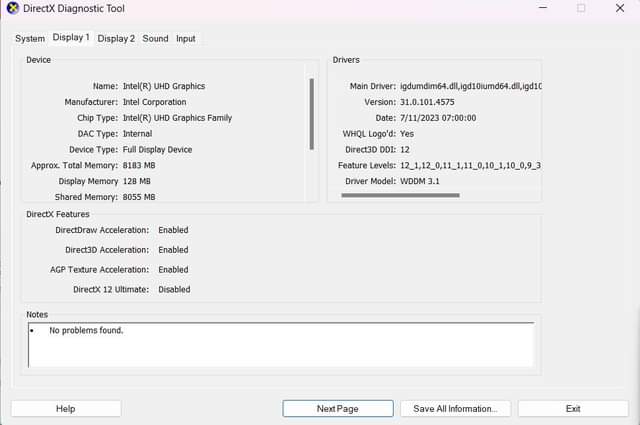 DirectX Diagnostic Tool
System Display 1 Display 2 Sound Input
Device
Name: Intel(R) UHD Graphics
Manufacturer: Intel Corporation
Chip Type: Intel(R) UHD Graphics Family
DAC Type: Internal
Device Type: Full Display Device
Approx. Total Memory: 8183 MB
Display Memory 128 MB
Shared Memory: 8055 MB
Drivers
Main Driver: igdumdim64.dll,igd10iumd64.dll,igd10
Version: 31.0.101.4575
Date: 7/11/2023 07:00:00
WHQL Logo'd: Yes
Direct3D DDI: 12
Feature Levels: 12_1,12_0,11_1,11_0,10_1,10_0,9_3
Driver Model: WDDM 3.1
DirectX Features
DirectDraw Acceleration: Enabled
Direct3D Acceleration: Enabled
AGP Texture Acceleration: Enabled
DirectX 12 Ultimate: Disabled
Notes
• No problems found.
Help Next Page Save All Information... Exit